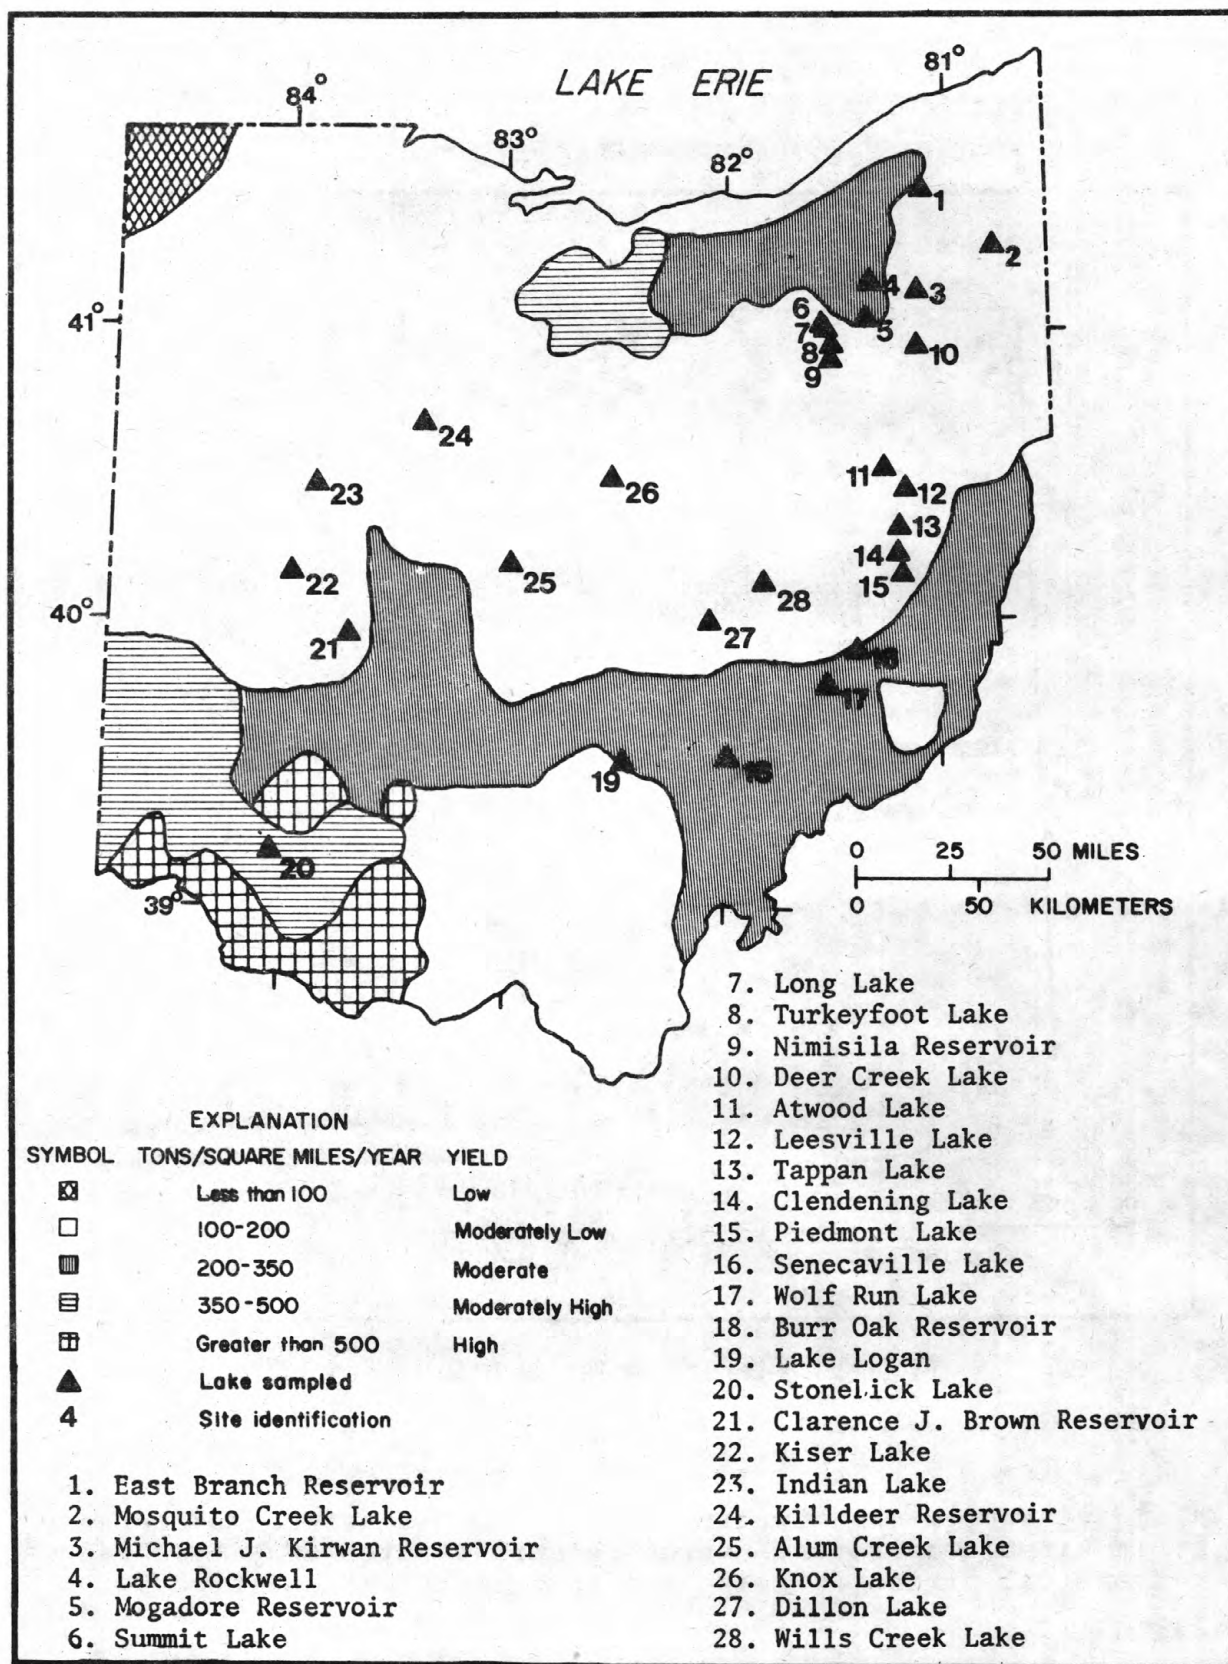 LAKE ERIE
84°
83°
82°
81°
41°
40°
39°
1
2
3
4
5
6
7
8
9
10
11
12
13
14
15
16
17
18
19
20
21
22
23
24
25
26
27
28
0 25 50 MILES
0 50 KILOMETERS
EXPLANATION
SYMBOL TONS/SQUARE MILES/YEAR YIELD
Less than 100 Low
100-200 Moderately Low
200-350 Moderate
350-500 Moderately High
Greater than 500 High
Lake sampled
4 Site identification
1. East Branch Reservoir
2. Mosquito Creek Lake
3. Michael J. Kirwan Reservoir
4. Lake Rockwell
5. Mogadore Reservoir
6. Summit Lake
7. Long Lake
8. Turkeyfoot Lake
9. Nimisila Reservoir
10. Deer Creek Lake
11. Atwood Lake
12. Leesville Lake
13. Tappan Lake
14. Clendening Lake
15. Piedmont Lake
16. Senecaville Lake
17. Wolf Run Lake
18. Burr Oak Reservoir
19. Lake Logan
20. Stonelick Lake
21. Clarence J. Brown Reservoir
22. Kiser Lake
23. Indian Lake
24. Killdeer Reservoir
25. Alum Creek Lake
26. Knox Lake
27. Dillon Lake
28. Wills Creek Lake